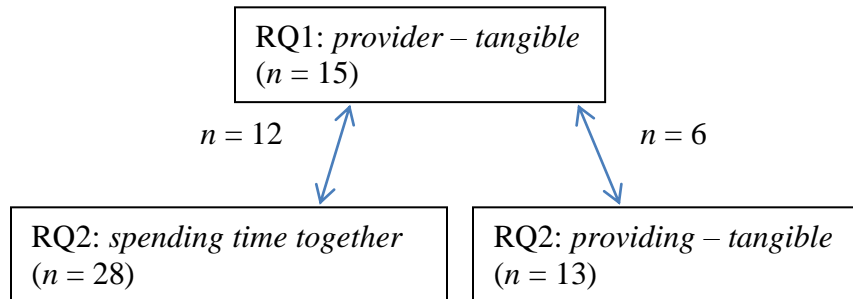 RQ1: provider – tangible
(n = 15)
n = 12
n = 6
RQ2: spending time together
(n = 28)
RQ2: providing – tangible
(n = 13)